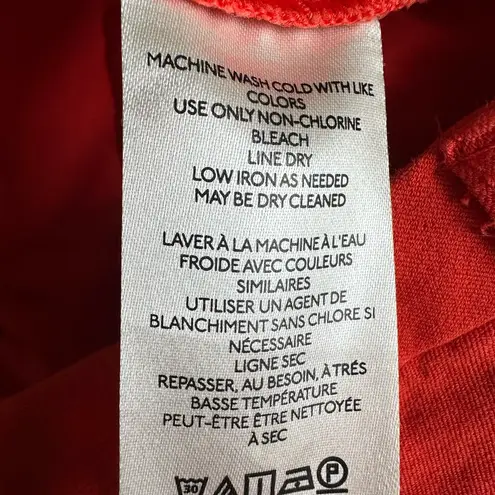 MACHINE WASH COLD WITH LIKE
COLORS
USE ONLY NON-CHLORINE
BLEACH
LINE DRY
LOW IRON AS NEEDED
MAY BE DRY CLEANED
LAVER À LA MACHINE À L'EAU
FROIDE AVEC COULEURS
SIMILAIRES
UTILISER UN AGENT DE
BLANCHIMENT SANS CHLORE SI
NÉCESSAIRE
LIGNE SEC
REPASSER, AU BESOIN, À TRÉS
BASSE TEMPÉRATURE
PEUT-ÊTRE ÊTRE NETTOYÉE
À SEC
30 P